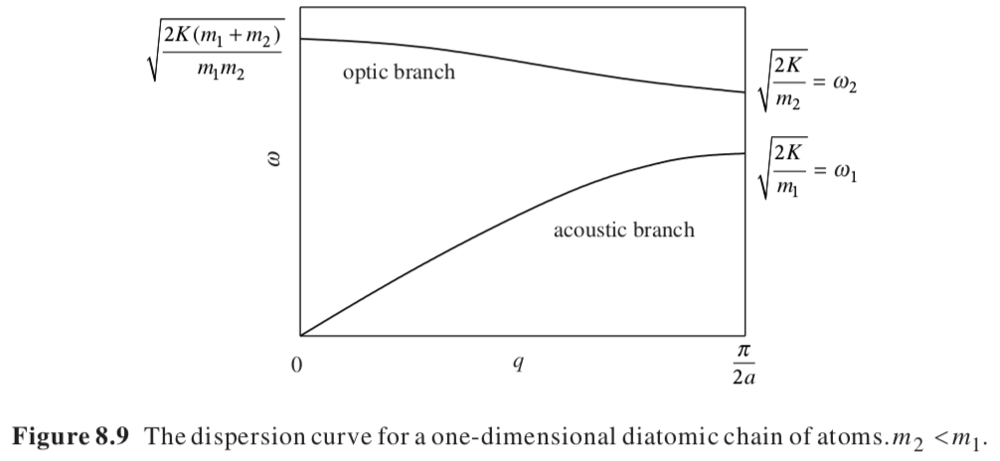 √(2K(m₁ + m₂) / m₁m₂)
optic branch
√(2K / m₂) = ω₂
ω
√(2K / m₁) = ω₁
acoustic branch
0
q
π / 2a
Figure 8.9 The dispersion curve for a one-dimensional diatomic chain of atoms. m₂ < m₁.